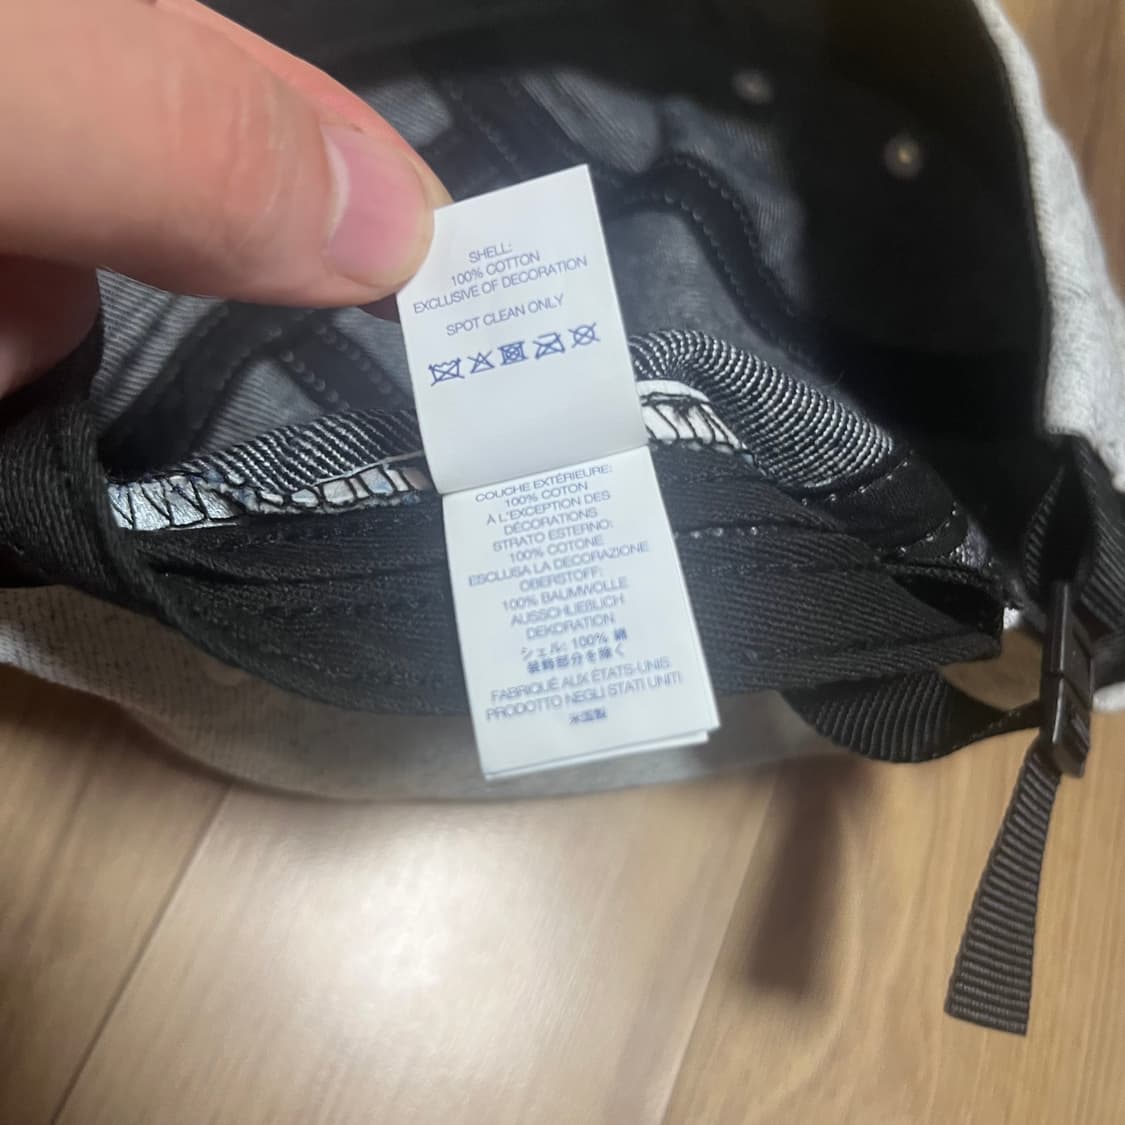 SHELL:
100% COTTON
EXCLUSIVE OF DECORATION
SPOT CLEAN ONLY
COUCHE EXTÉRIEURE:
100% COTON
À L'EXCEPTION DES
DÉCORATIONS
STRATO ESTERNO:
100% COTONE
ESCLUSA LA DECORAZIONE
OBERSTOFF:
100% BAUMWOLLE
AUSSCHLIEBLICH
DEKORATION
シェル: 100% 綿
装飾部分を除く
FABRIQUÉ AUX ÉTATS-UNIS
PRODOTTO NEGLI STATI UNITI
米国製